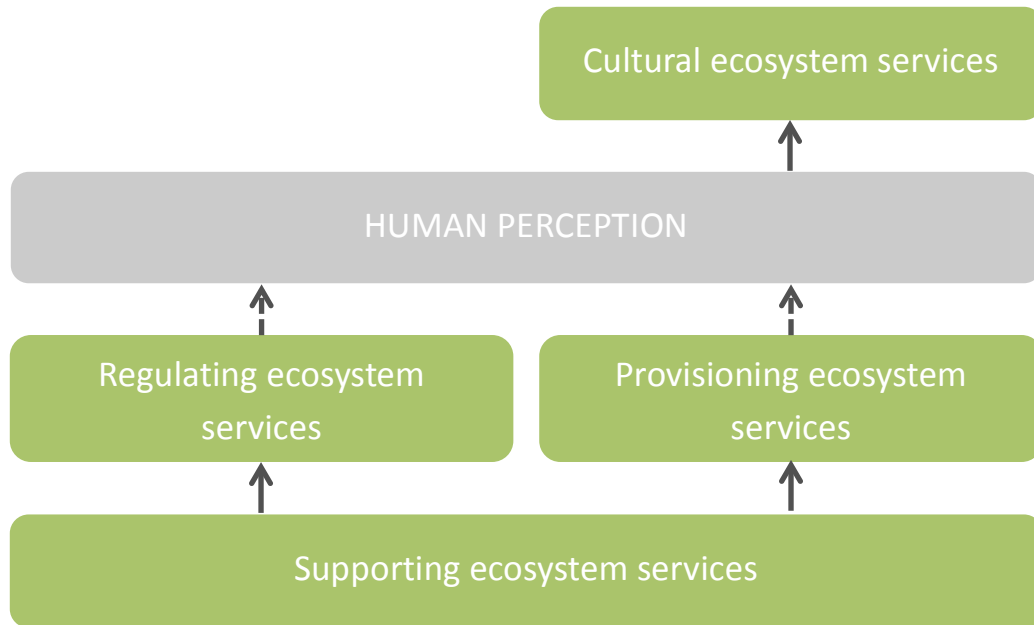 Cultural ecosystem services
HUMAN PERCEPTION
Regulating ecosystem
services
Provisioning ecosystem
services
Supporting ecosystem services